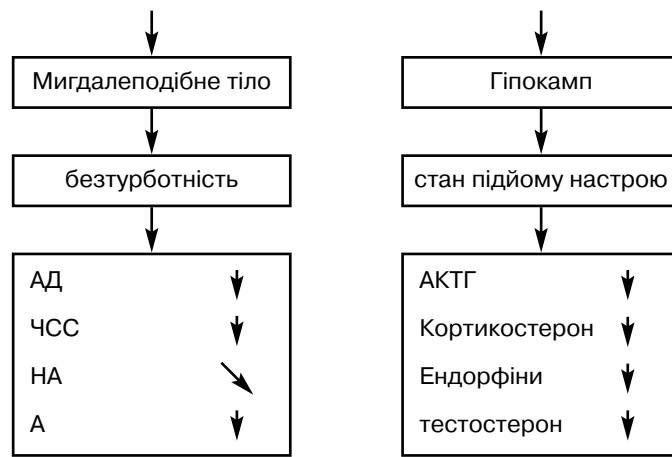 Мигдалеподібне тіло
Гіпокамп
безтурботність
стан підйому настрою
АД
ЧСС
НА
А
АКТГ
Кортикостерон
Ендорфіни
тестостерон